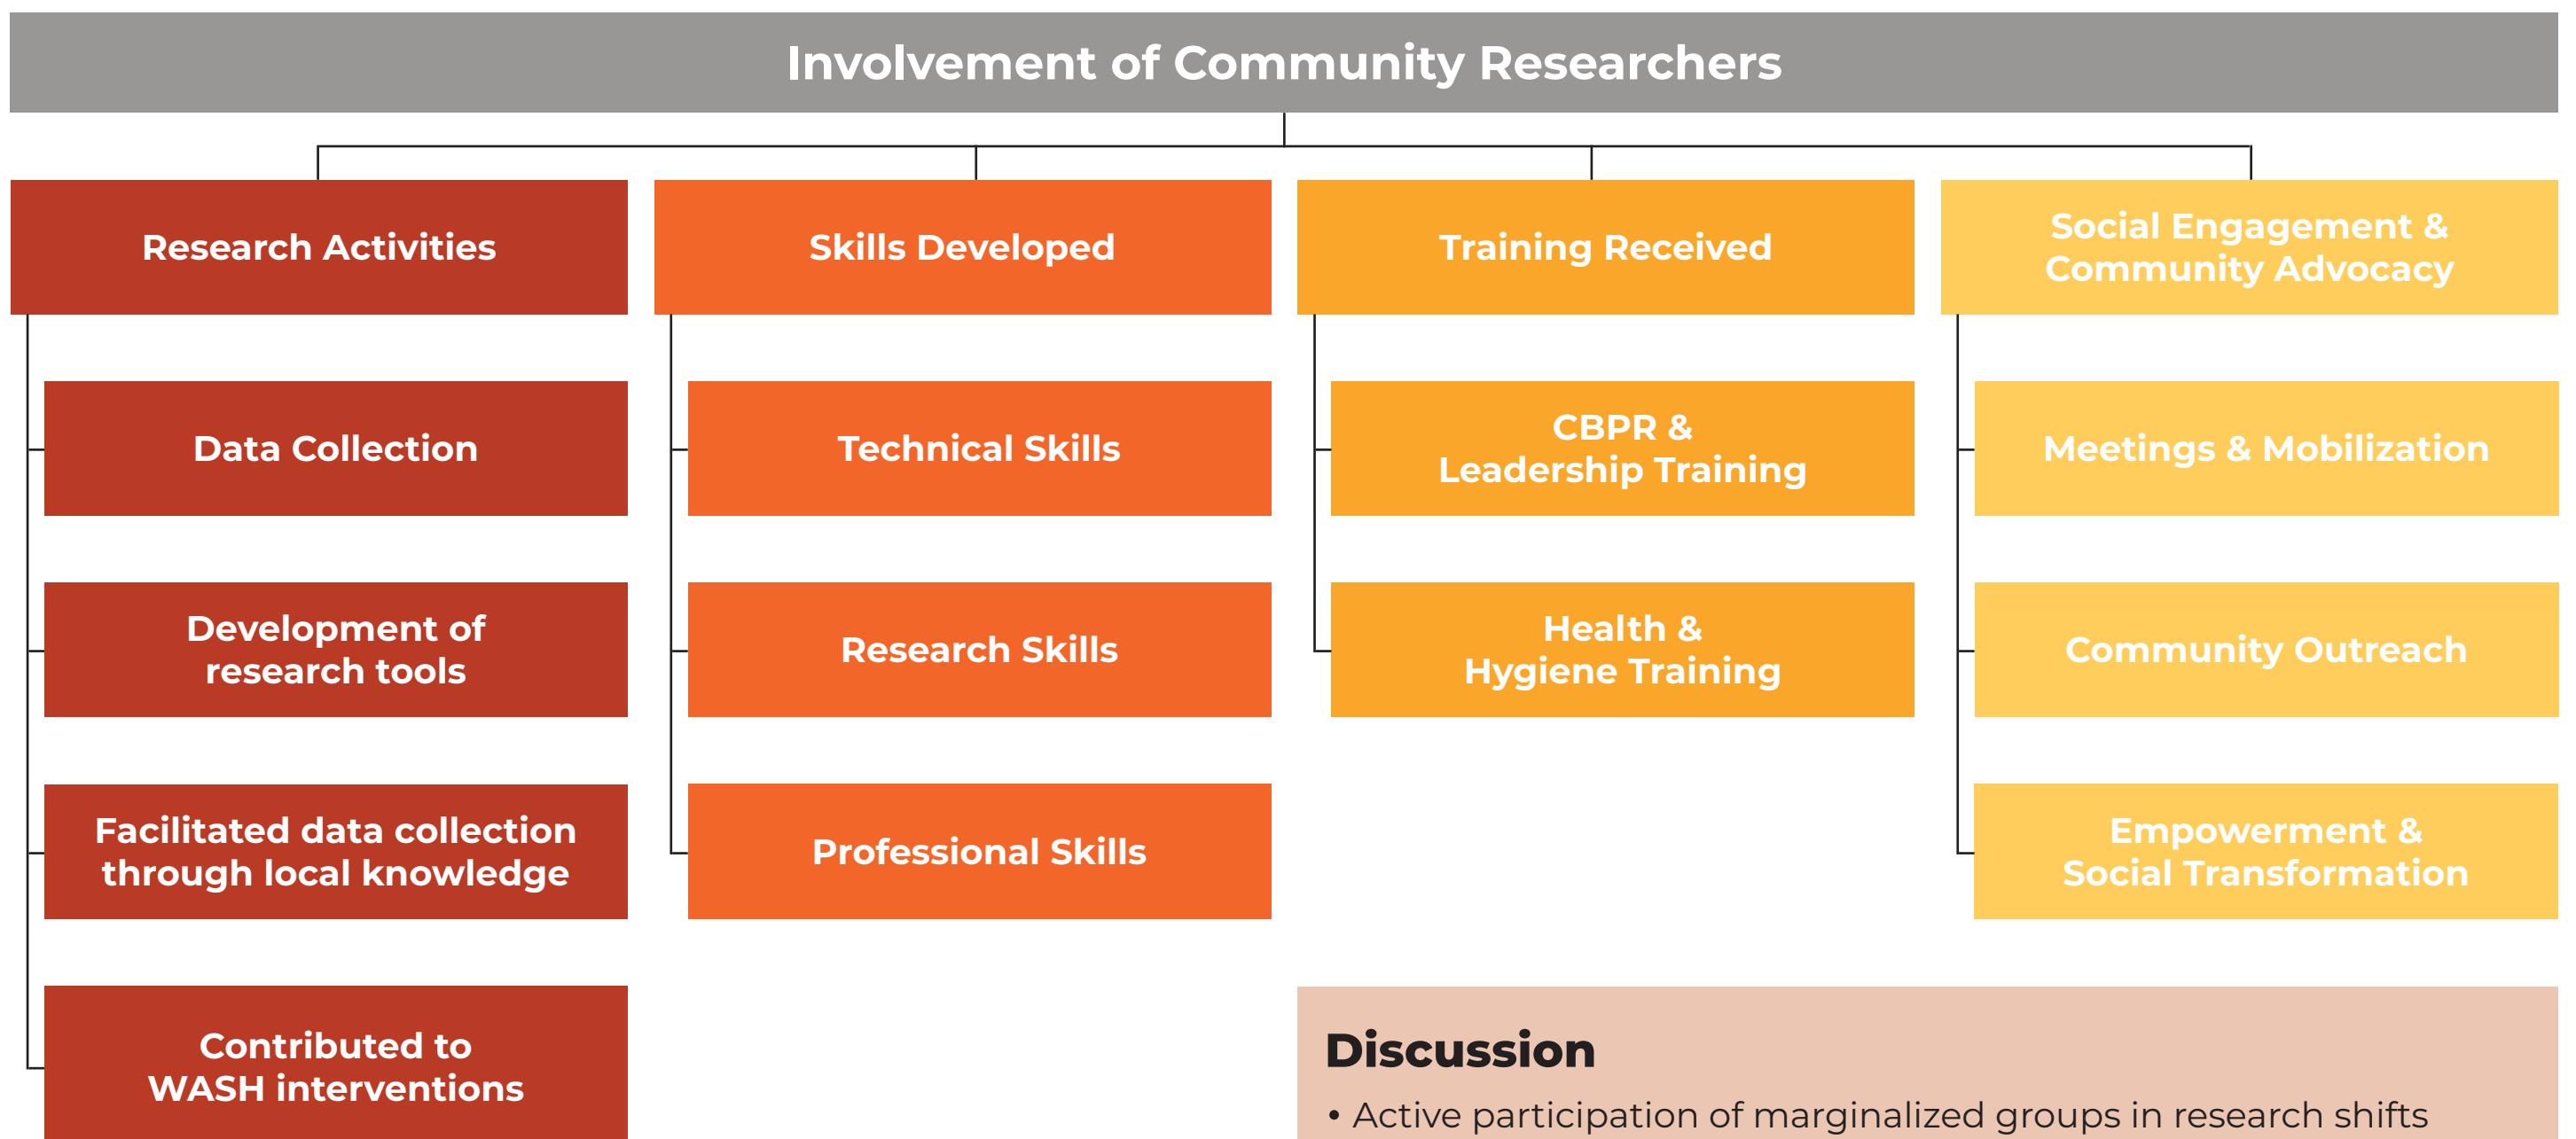 Involvement of Community Researchers
Research Activities
Data Collection
Development of
research tools
Facilitated data collection
through local knowledge
Contributed to
WASH interventions
Skills Developed
Technical Skills
Research Skills
Professional Skills
Training Received
CBPR &
Leadership Training
Health &
Hygiene Training
Social Engagement &
Community Advocacy
Meetings & Mobilization
Community Outreach
Empowerment &
Social Transformation
Discussion
• Active participation of marginalized groups in research shifts